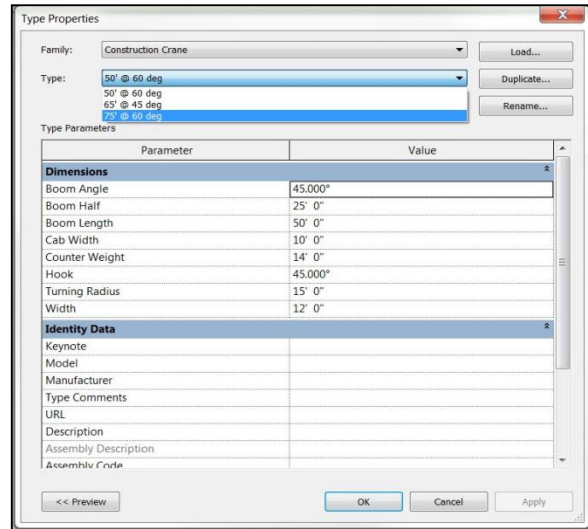 Type Properties
Family: Construction Crane Load...
Type: 50' @ 60 deg Duplicate...
50' @ 60 deg
65' @ 45 deg
75' @ 60 deg
Rename...
Type Parameters
Parameter Value
Dimensions
Boom Angle 45.000°
Boom Half 25' 0"
Boom Length 50' 0"
Cab Width 10' 0"
Counter Weight 14' 0"
Hook 45.000°
Turning Radius 15' 0"
Width 12' 0"
Identity Data
Keynote
Model
Manufacturer
Type Comments
URL
Description
Assembly Description
Assembly Code
<< Preview OK Cancel Apply